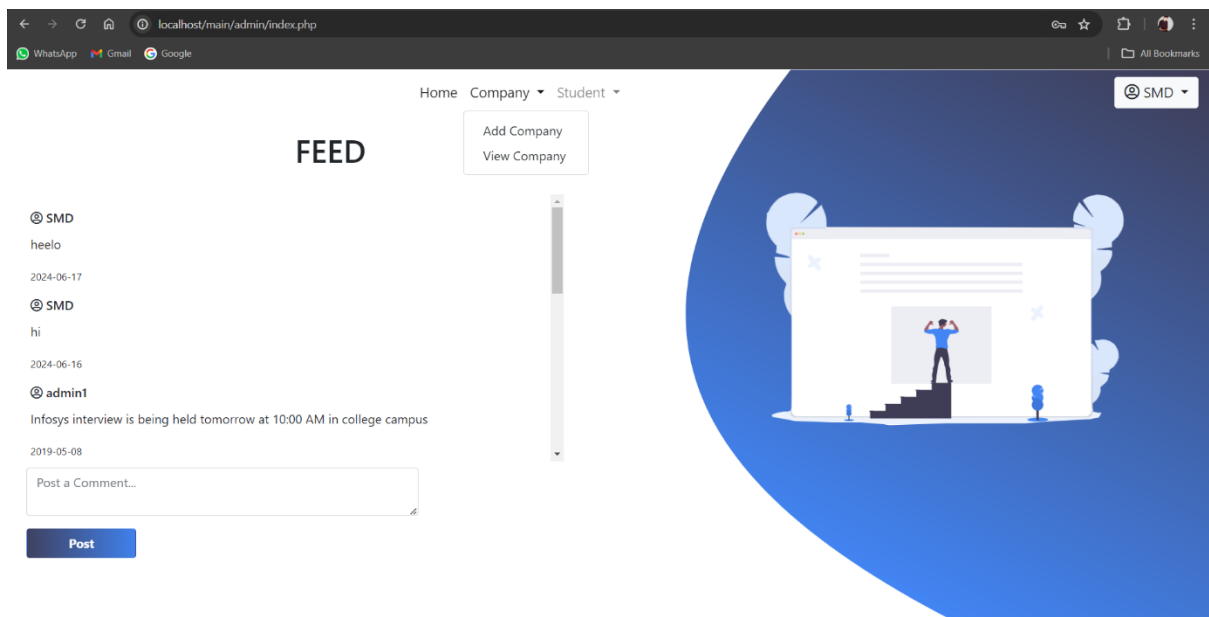 localhost/main/admin/index.php
WhatsApp Gmail Google All Bookmarks
Home Company Student SMD
Add Company
View Company
FEED
SMD
heelo
2024-06-17
SMD
hi
2024-06-16
admin1
Infosys interview is being held tomorrow at 10:00 AM in college campus
2019-05-08
Post a Comment...
Post